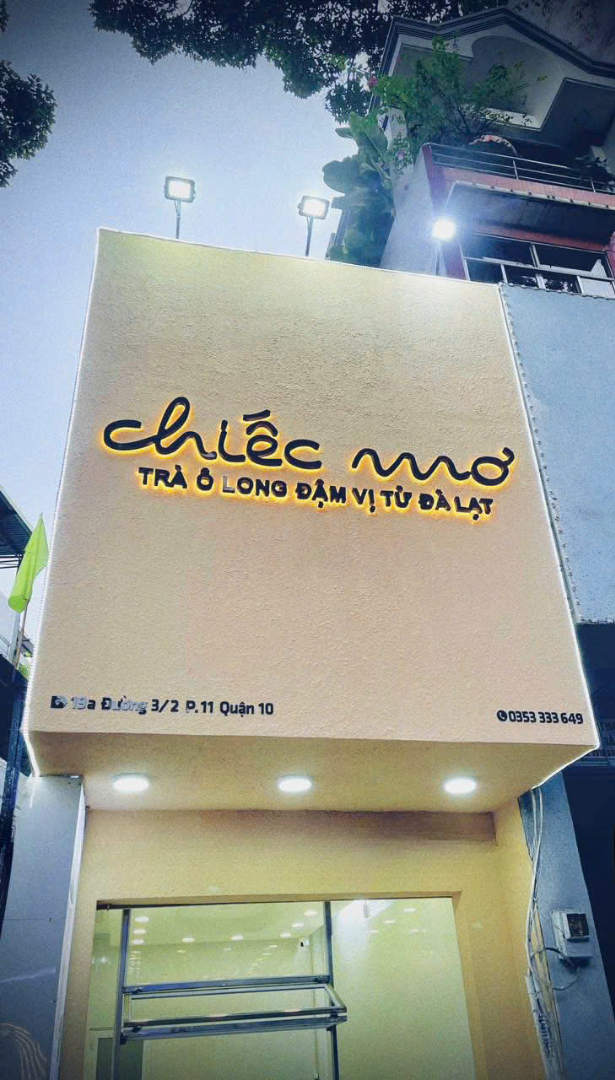 chiếc mơ
TRÀ Ô LONG ĐẬM VỊ TỪ ĐÀ LẠT
19a Đường 3/2 P.11 Quận 10
0353 333 649